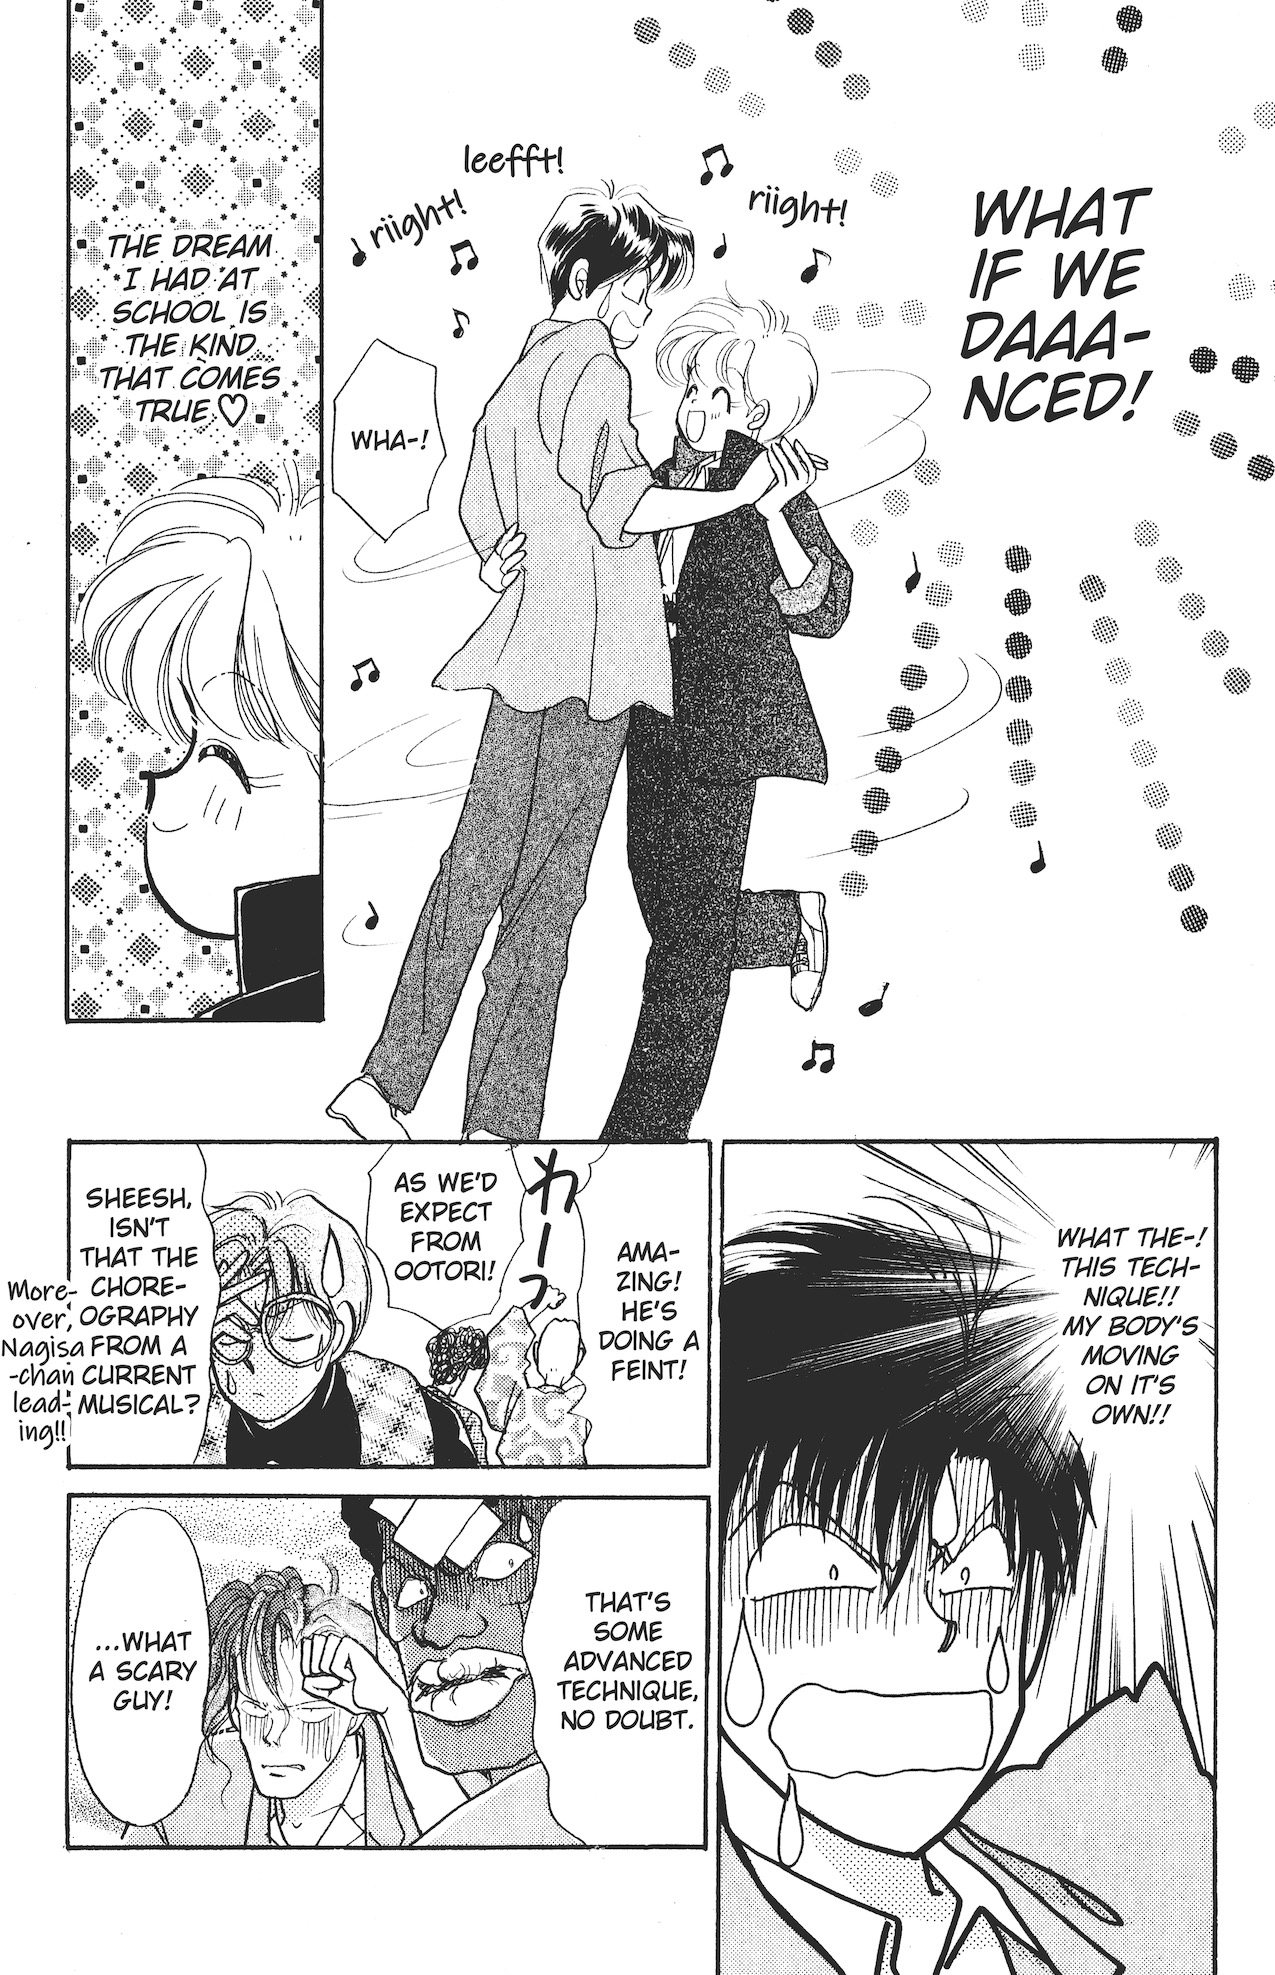 WHAT
IF WE
DAAA-
NCED!
riight!
leefft!
riiight!
WHA-!
THE DREAM
I HAD AT
SCHOOL IS
THE KIND
THAT COMES
TRUE ♡
WHAT THE-!
THIS TECH-
NIQUE!!
MY BODY'S
MOVING
ON IT'S
OWN!!
AMA-
ZING!
HE'S
DOING A
FEINT!
わーっ
AS WE'D
EXPECT
FROM
OOTORI!
SHEESH,
ISN'T
THAT THE
CHORE-
OGRAPHY
FROM A
CURRENT
MUSICAL?
More-
over,
Nagisa
-chan
lead-
ing!!
THAT'S
SOME
ADVANCED
TECHNIQUE,
NO DOUBT.
...WHAT
A SCARY
GUY!